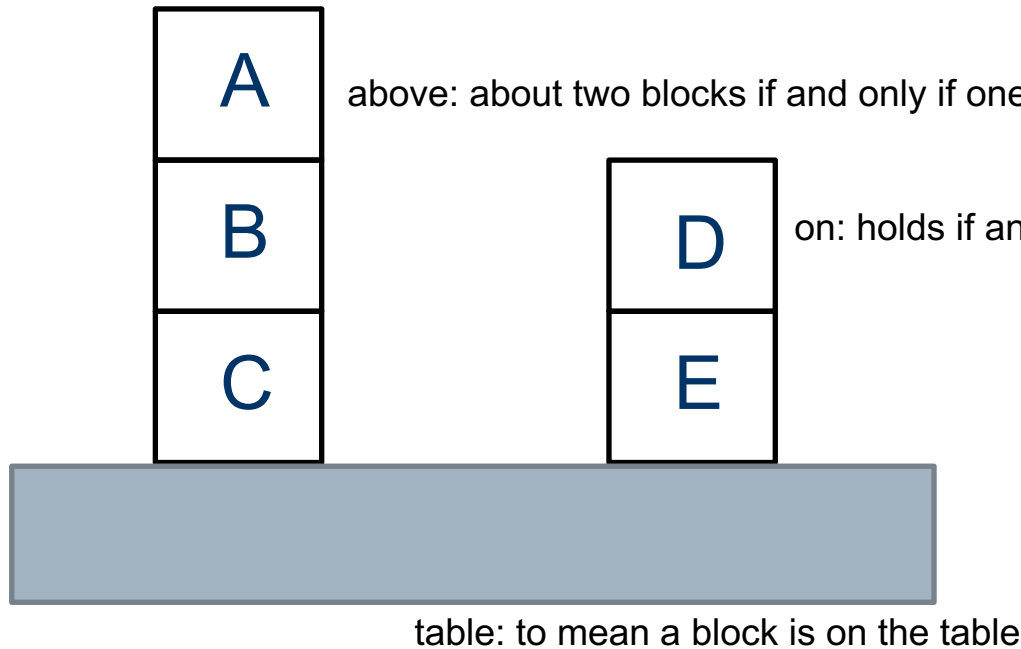 A
above: about two blocks if and only if one
B
D
on: holds if an
C
E
table: to mean a block is on the table